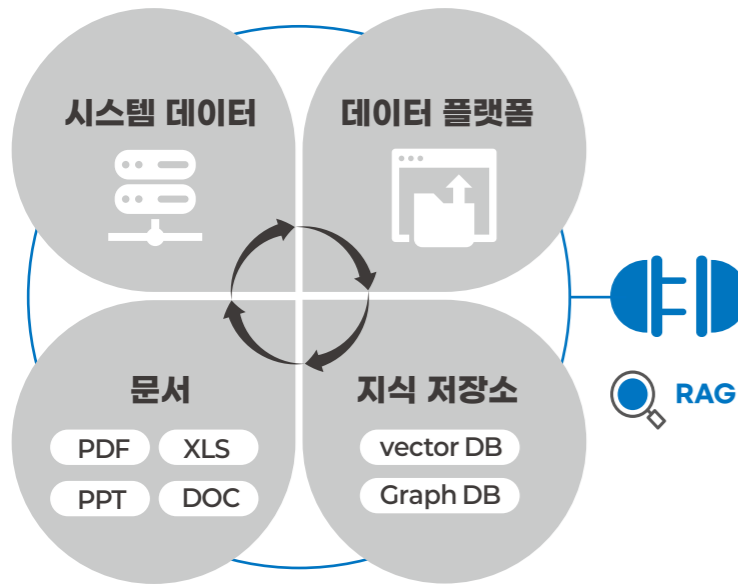 시스템 데이터
데이터 플랫폼
문서
PDF
XLS
PPT
DOC
지식 저장소
vector DB
Graph DB
RAG